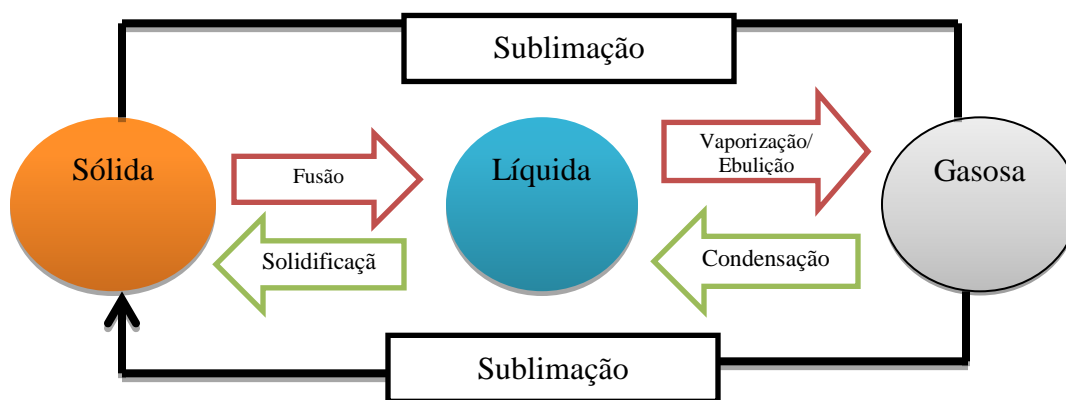 Sublimação
Sólida
Fusão
Líquida
Vaporização/
Ebulição
Gasosa
Solidificaçã
Condensação
Sublimação